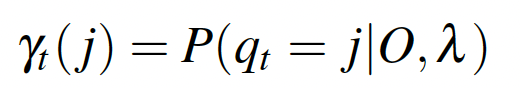 γₜ(j) = P(qₜ = j|O, λ)